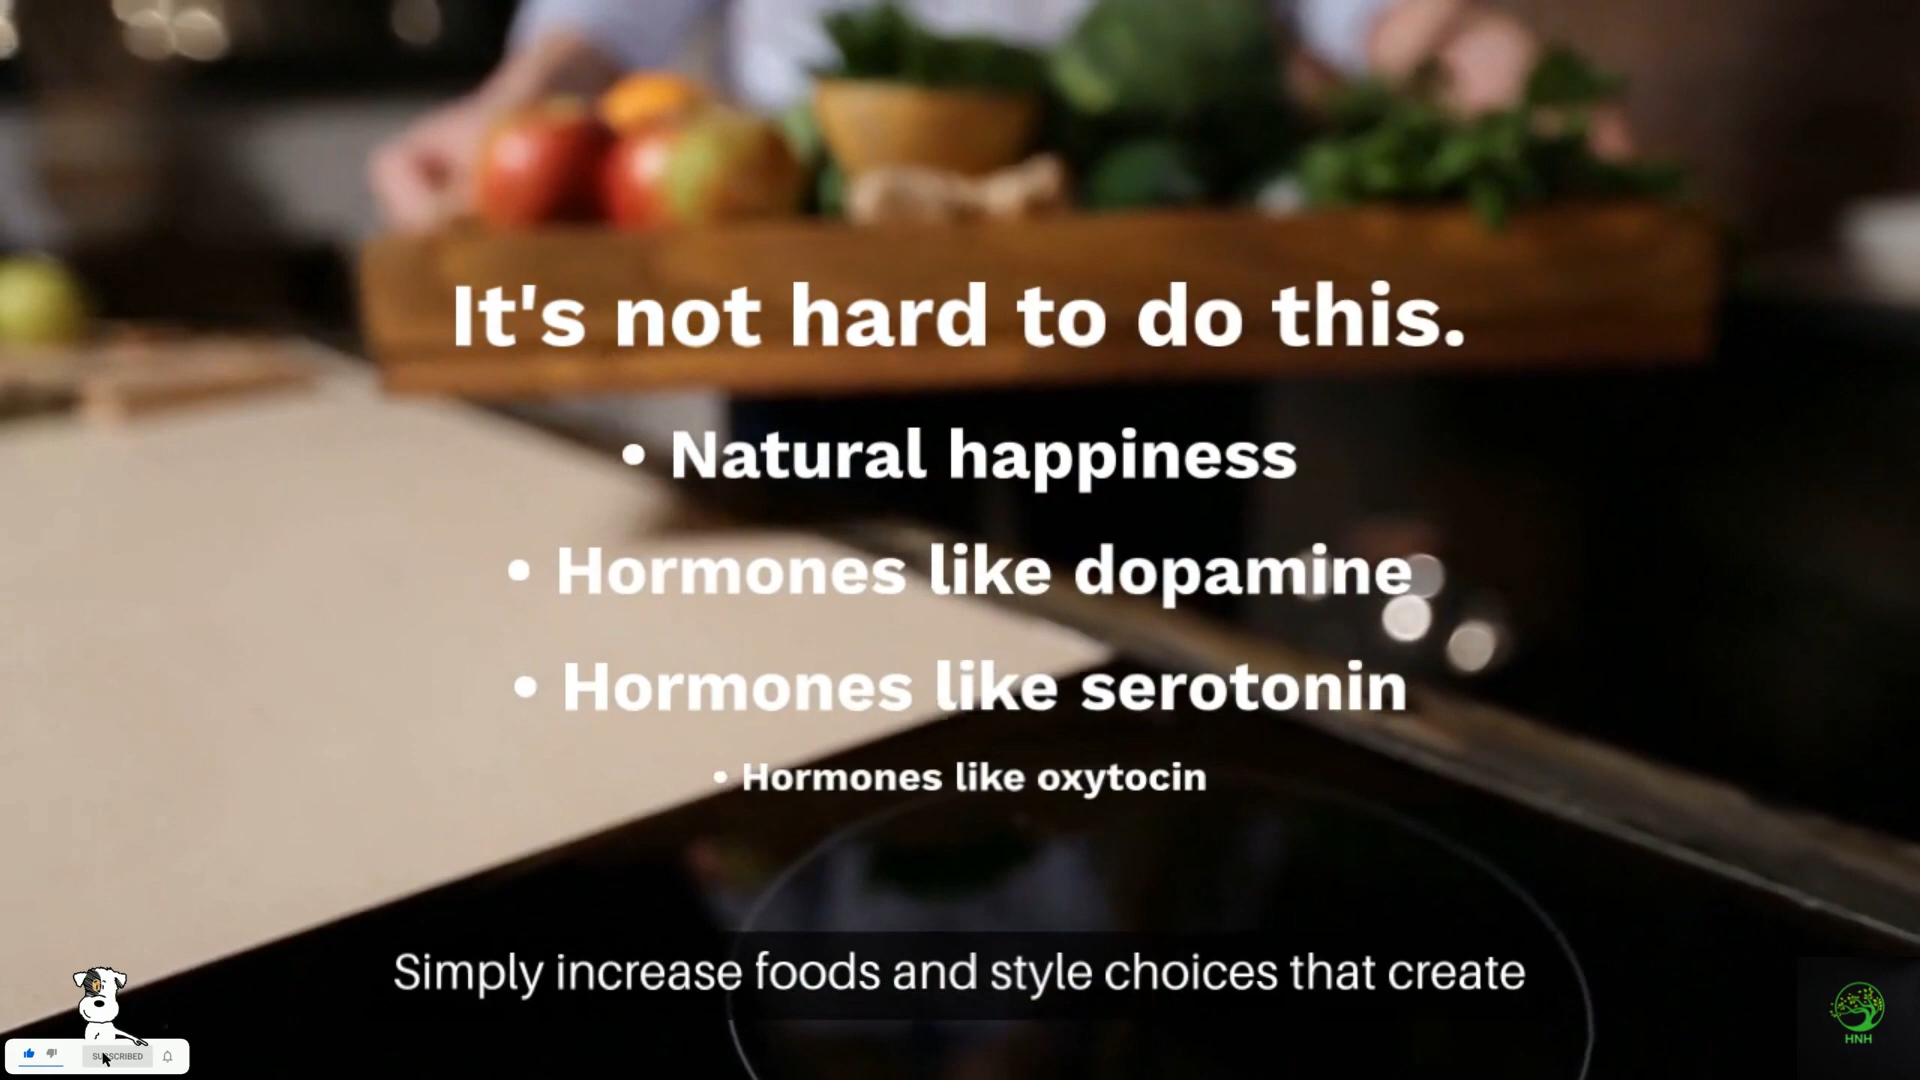 It's not hard to do this.
• Natural happiness
• Hormones like dopamine
• Hormones like serotonin
• Hormones like oxytocin
Simply increase foods and style choices that create
SUBSCRIBED
HNH